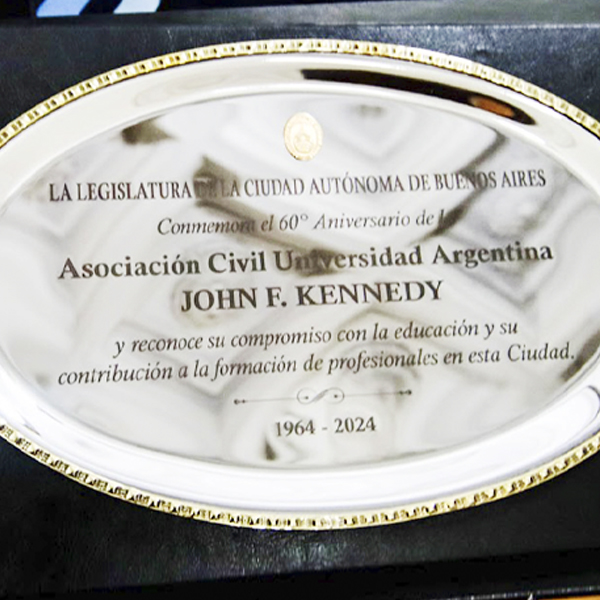 LA LEGISLATURA DE LA CIUDAD AUTÓNOMA DE BUENOS AIRES
Conmemora el 60° Aniversario de la
Asociación Civil Universidad Argentina
JOHN F. KENNEDY
y reconoce su compromiso con la educación y su
contribución a la formación de profesionales en esta Ciudad.
1964 - 2024